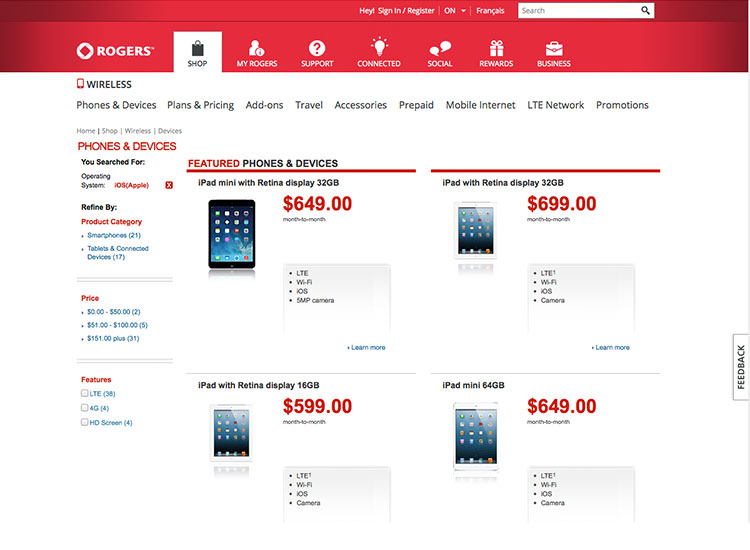 Hey! Sign In / Register | ON | Français Search
ROGERS™
SHOP MY ROGERS SUPPORT CONNECTED SOCIAL REWARDS BUSINESS
WIRELESS
Phones & Devices Plans & Pricing Add-ons Travel Accessories Prepaid Mobile Internet LTE Network Promotions
Home | Shop | Wireless | Devices
PHONES & DEVICES
You Searched For:
Operating
System: iOS(Apple) X
Refine By:
Product Category
Smartphones (21)
Tablets & Connected
Devices (17)
Price
$0.00 - $50.00 (2)
$51.00 - $100.00 (5)
$151.00 plus (31)
Features
LTE (38)
4G (4)
HD Screen (4)
FEATURED PHONES & DEVICES
iPad mini with Retina display 32GB
$649.00
month-to-month
LTE
Wi-Fi
iOS
5MP camera
Learn more
iPad with Retina display 32GB
$699.00
month-to-month
LTE¹
Wi-Fi
iOS
Camera
Learn more
iPad with Retina display 16GB
$599.00
month-to-month
LTE¹
Wi-Fi
iOS
Camera
iPad mini 64GB
$649.00
month-to-month
LTE¹
Wi-Fi
iOS
Camera
FEEDBACK